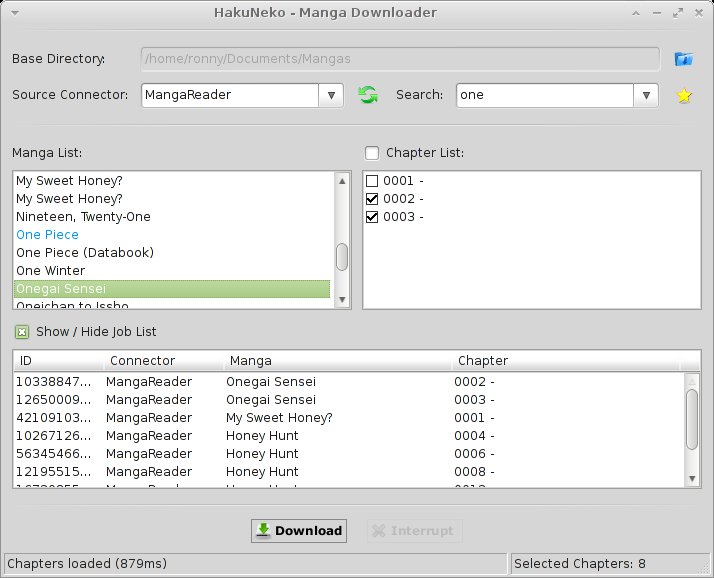 HakuNeko - Manga Downloader
Base Directory: /home/ronny/Documents/Mangas
Source Connector: MangaReader Search: one
Manga List: Chapter List:
My Sweet Honey? 0001 -
My Sweet Honey? 0002 -
Nineteen, Twenty-One 0003 -
One Piece
One Piece (Databook)
One Winter
Onegai Sensei
Oneichan to Issho
Show / Hide Job List
ID Connector Manga Chapter
10338847... MangaReader Onegai Sensei 0002 -
12650009... MangaReader Onegai Sensei 0003 -
42109103... MangaReader My Sweet Honey? 0001 -
10267126... MangaReader Honey Hunt 0004 -
56345466... MangaReader Honey Hunt 0006 -
12195515... MangaReader Honey Hunt 0008 -
Download Interrupt
Chapters loaded (879ms) Selected Chapters: 8